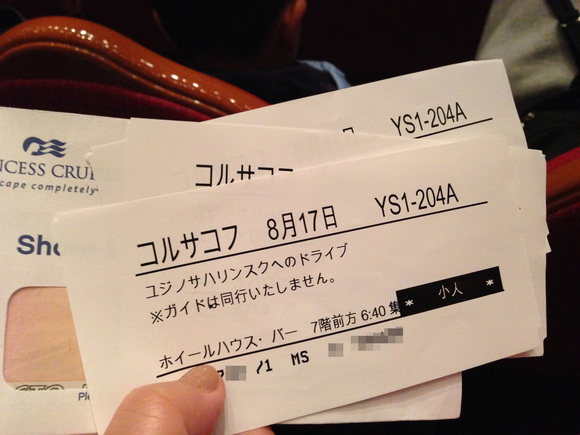 YS1-204A
コルサコフ
NCESS CRUI
cape completely
Sho
コルサコフ 8月17日 YS1-204A
ユジノサハリンスクへのドライブ
※ガイドは同行いたしません。
* 小人 *
ホイールハウス・バー 7階前方 6:40 集
/1 MS
Ple